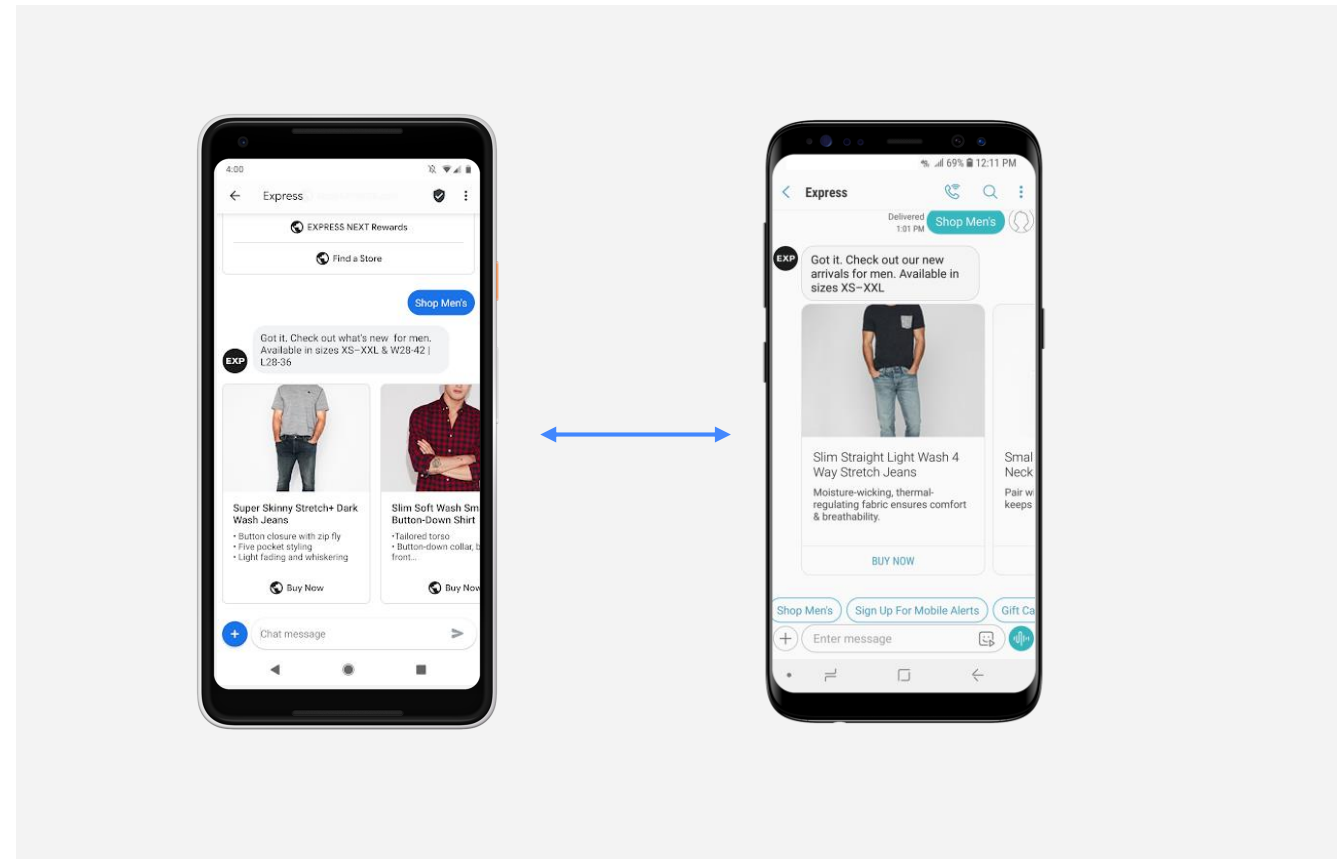 4:00
Express
EXPRESS NEXT Rewards
Find a Store
Shop Men's
Got it. Check out what's new for men.
Available in sizes XS–XXL & W28-42 |
L28-36
EXP
Super Skinny Stretch+ Dark
Wash Jeans
• Button closure with zip fly
• Five pocket styling
• Light fading and whiskering
Buy Now
Slim Soft Wash Sm
Button-Down Shirt
•Tailored torso
• Button-down collar, b
front...
Buy Now
Chat message
69% 12:11 PM
Express
Delivered
1:01 PM
Shop Men's
EXP
Got it. Check out our new
arrivals for men. Available in
sizes XS–XXL
Slim Straight Light Wash 4
Way Stretch Jeans
Moisture-wicking, thermal-
regulating fabric ensures comfort
& breathability.
BUY NOW
Smal
Neck
Pair wi
keeps
Shop Men's
Sign Up For Mobile Alerts
Gift Ca
Enter message